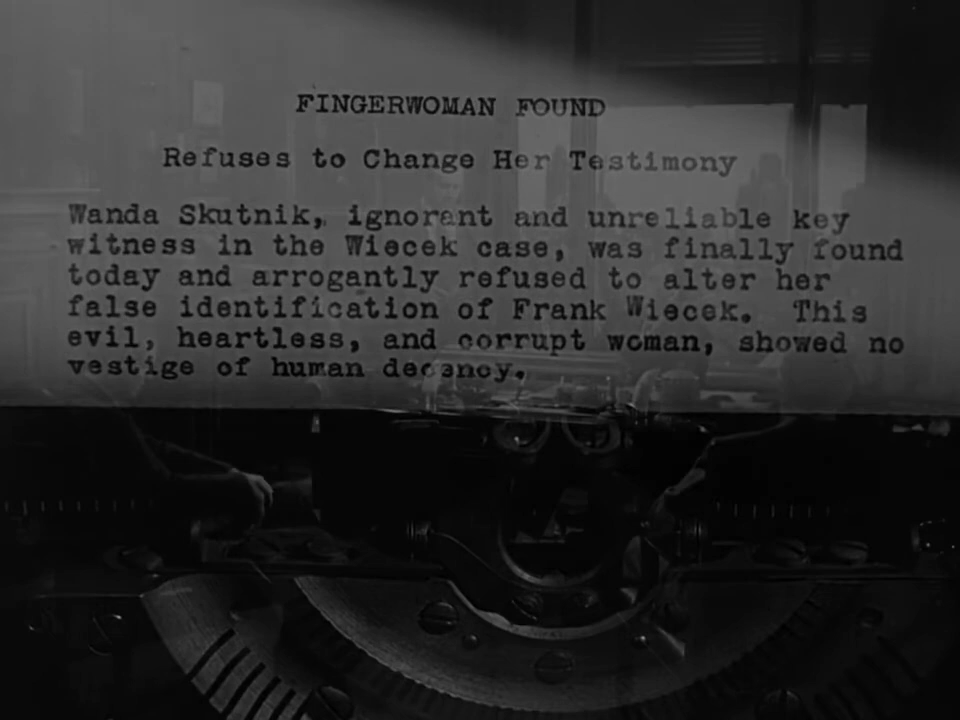 FINGERWOMAN FOUND
Refuses to Change Her Testimony
Wanda Skutnik, ignorant and unreliable key
witness in the Wiecek case, was finally found
today and arrogantly refused to alter her
false identification of Frank Wiecek. This
evil, heartless, and corrupt woman, showed no
vestige of human decency.